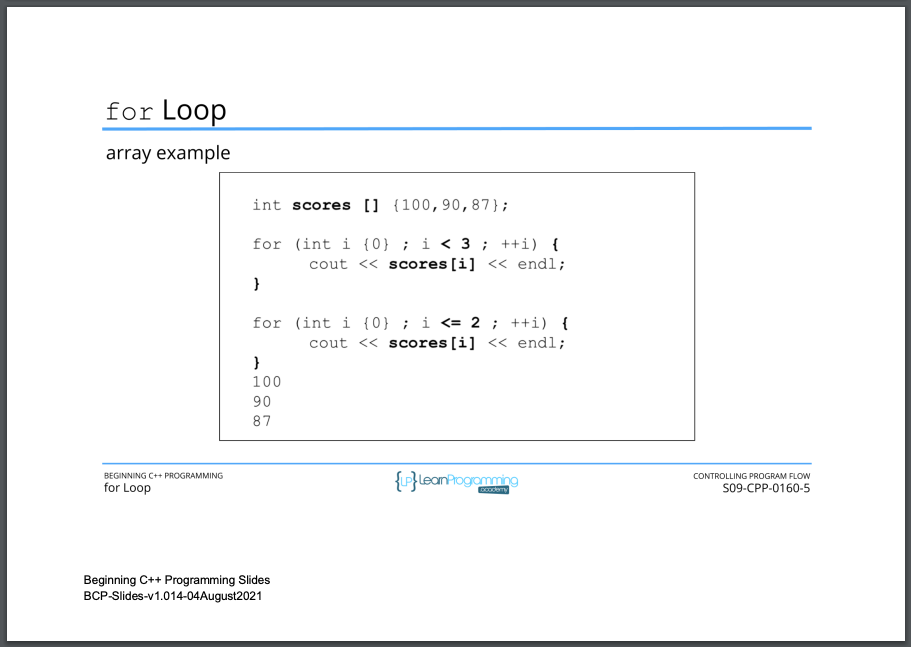 for Loop
array example
int scores [] {100,90,87};
for (int i {0} ; i < 3 ; ++i) {
cout << scores[i] << endl;
}
for (int i {0} ; i <= 2 ; ++i) {
cout << scores[i] << endl;
}
100
90
87
BEGINNING C++ PROGRAMMING
for Loop
{LP} LearnProgramming
academy
CONTROLLING PROGRAM FLOW
S09-CPP-0160-5
Beginning C++ Programming Slides
BCP-Slides-v1.014-04August2021